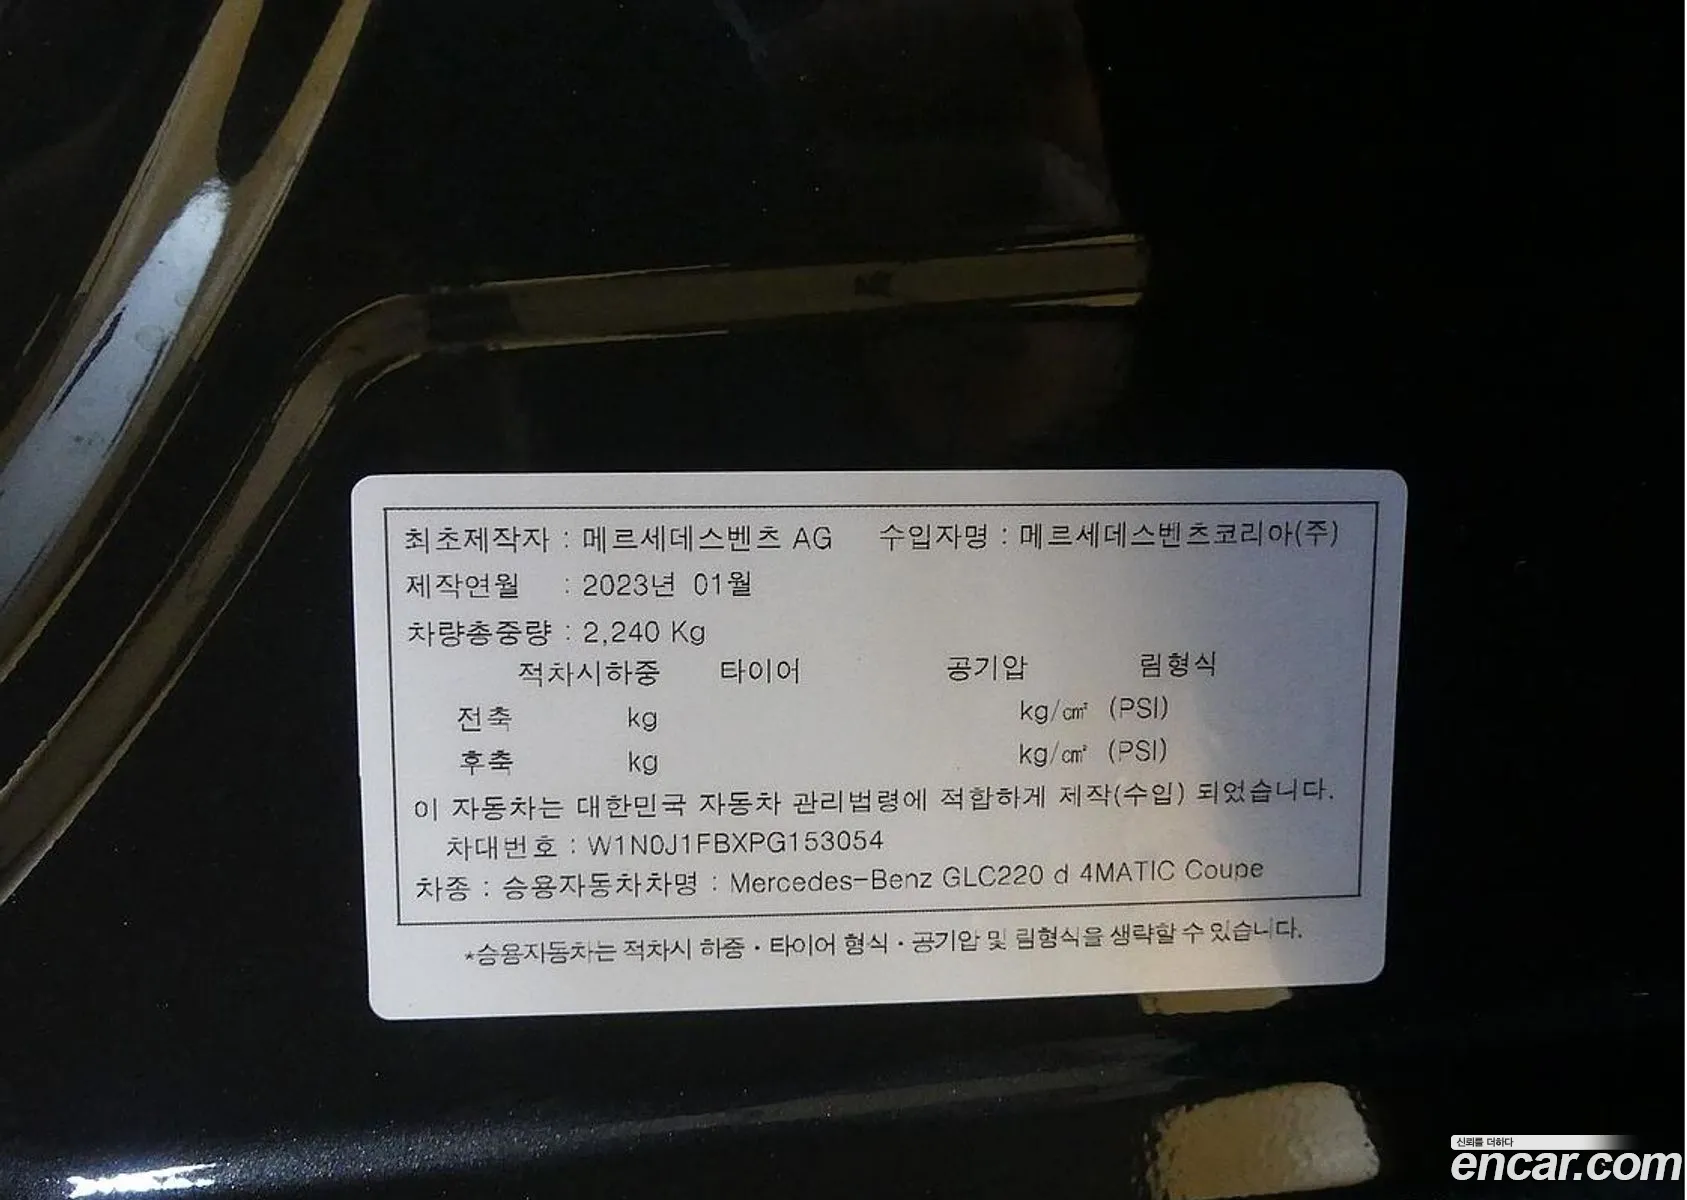 최초제작자 : 메르세데스벤츠 AG 수입자명 : 메르세데스벤츠코리아(주)
제작연월 : 2023년 01월
차량총중량 : 2,240 Kg
적차시하중 타이어 공기압 림형식
전축 kg kg/㎠ (PSI)
후축 kg kg/㎠ (PSI)
이 자동차는 대한민국 자동차 관리법령에 적합하게 제작(수입) 되었습니다.
차대번호 : W1N0J1FBXPG153054
차종 : 승용자동차차명 : Mercedes-Benz GLC220 d 4MATIC Coupe
*승용자동차는 적차시 하중·타이어 형식·공기압 및 림형식을 생략할 수 있습니다.
신뢰를 더하다
encar.com